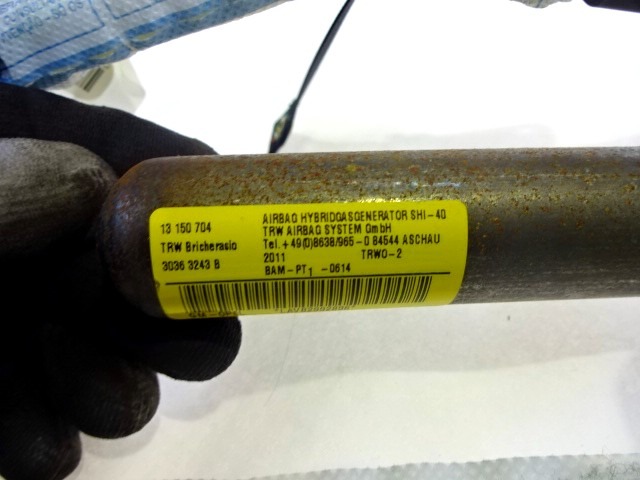 13 150 704
TRW Bricherasio
3036 3243 B
AIRBAG HYBRIDGASGENERATOR SHI-40
TRW AIRBAG SYSTEM GmbH
Tel.+49(0)8638/965-0 84544 ASCHAU
2011 TRWO-2
BAM-PT1 -0614